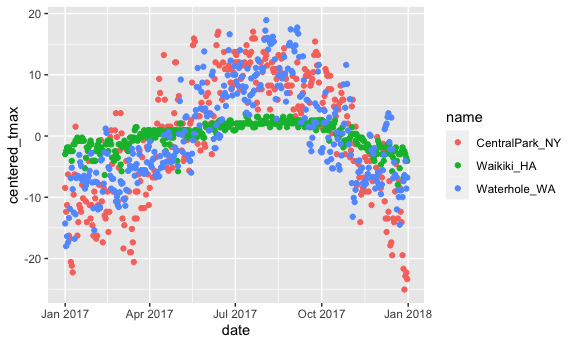 centered_tmax
20
10
0
-10
-20
Jan 2017
Apr 2017
Jul 2017
Oct 2017
Jan 2018
date
name
CentralPark_NY
Waikiki_HA
Waterhole_WA